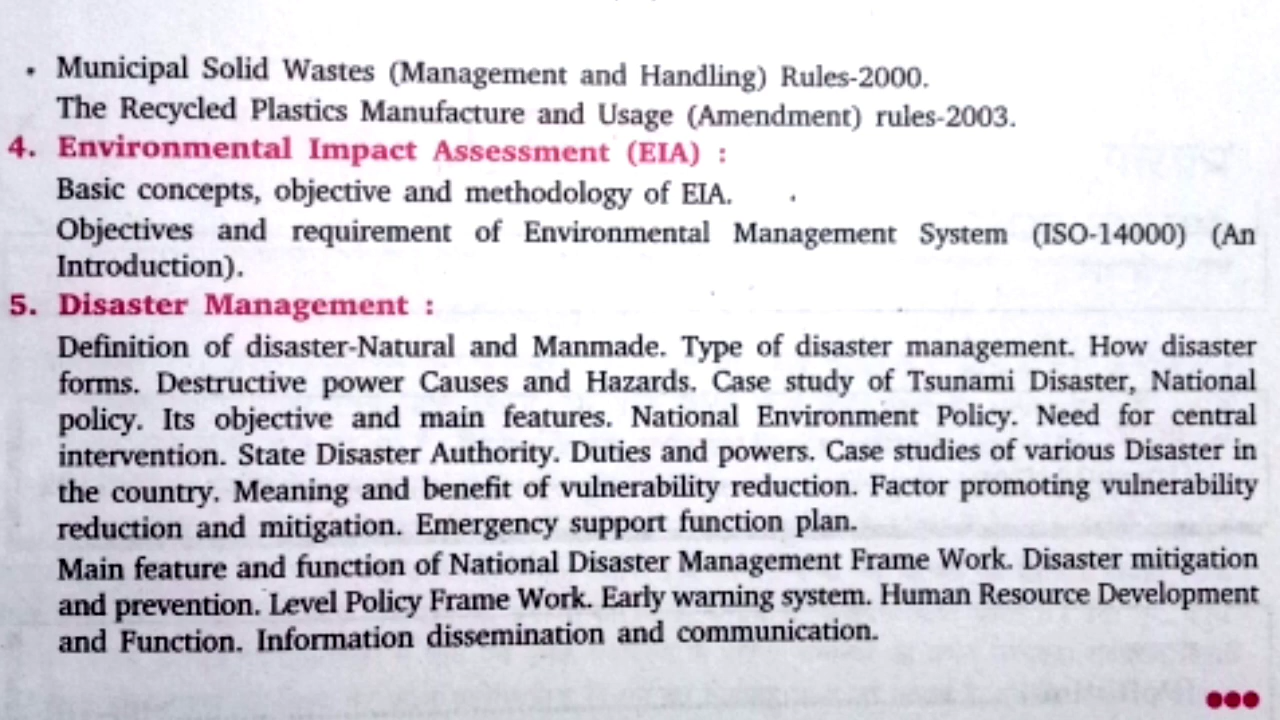 • Municipal Solid Wastes (Management and Handling) Rules-2000.
The Recycled Plastics Manufacture and Usage (Amendment) rules-2003.
4. Environmental Impact Assessment (EIA) :
Basic concepts, objective and methodology of EIA.
Objectives and requirement of Environmental Management System (ISO-14000) (An
Introduction).
5. Disaster Management :
Definition of disaster-Natural and Manmade. Type of disaster management. How disaster
forms. Destructive power Causes and Hazards. Case study of Tsunami Disaster, National
policy. Its objective and main features. National Environment Policy. Need for central
intervention. State Disaster Authority. Duties and powers. Case studies of various Disaster in
the country. Meaning and benefit of vulnerability reduction. Factor promoting vulnerability
reduction and mitigation. Emergency support function plan.
Main feature and function of National Disaster Management Frame Work. Disaster mitigation
and prevention. Level Policy Frame Work. Early warning system. Human Resource Development
and Function. Information dissemination and communication.